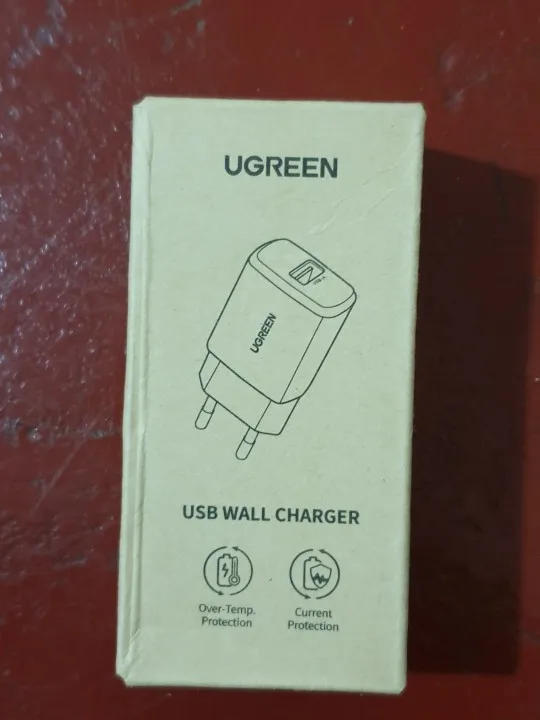 UGREEN
UGREEN
USB WALL CHARGER
Over-Temp.
Protection
Current
Protection